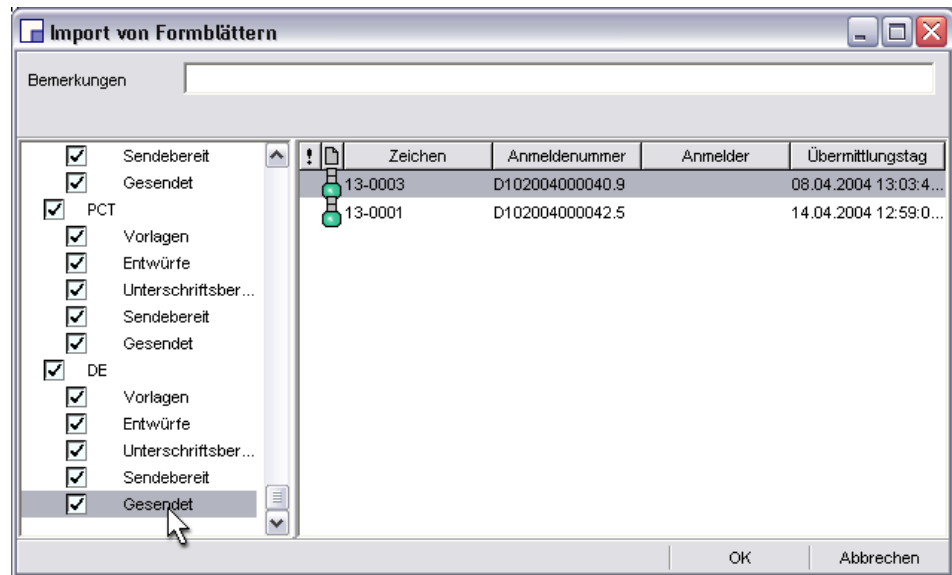 Import von Formblättern
Bemerkungen
Sendebereit
Gesendet
PCT
Vorlagen
Entwürfe
Unterschriftsber...
Sendebereit
Gesendet
DE
Vorlagen
Entwürfe
Unterschriftsber...
Sendebereit
Gesendet
! Zeichen Anmeldenummer Anmelder Übermittlungstag
13-0003 D102004000040.9 08.04.2004 13:03:4...
13-0001 D102004000042.5 14.04.2004 12:59:0...
OK Abbrechen